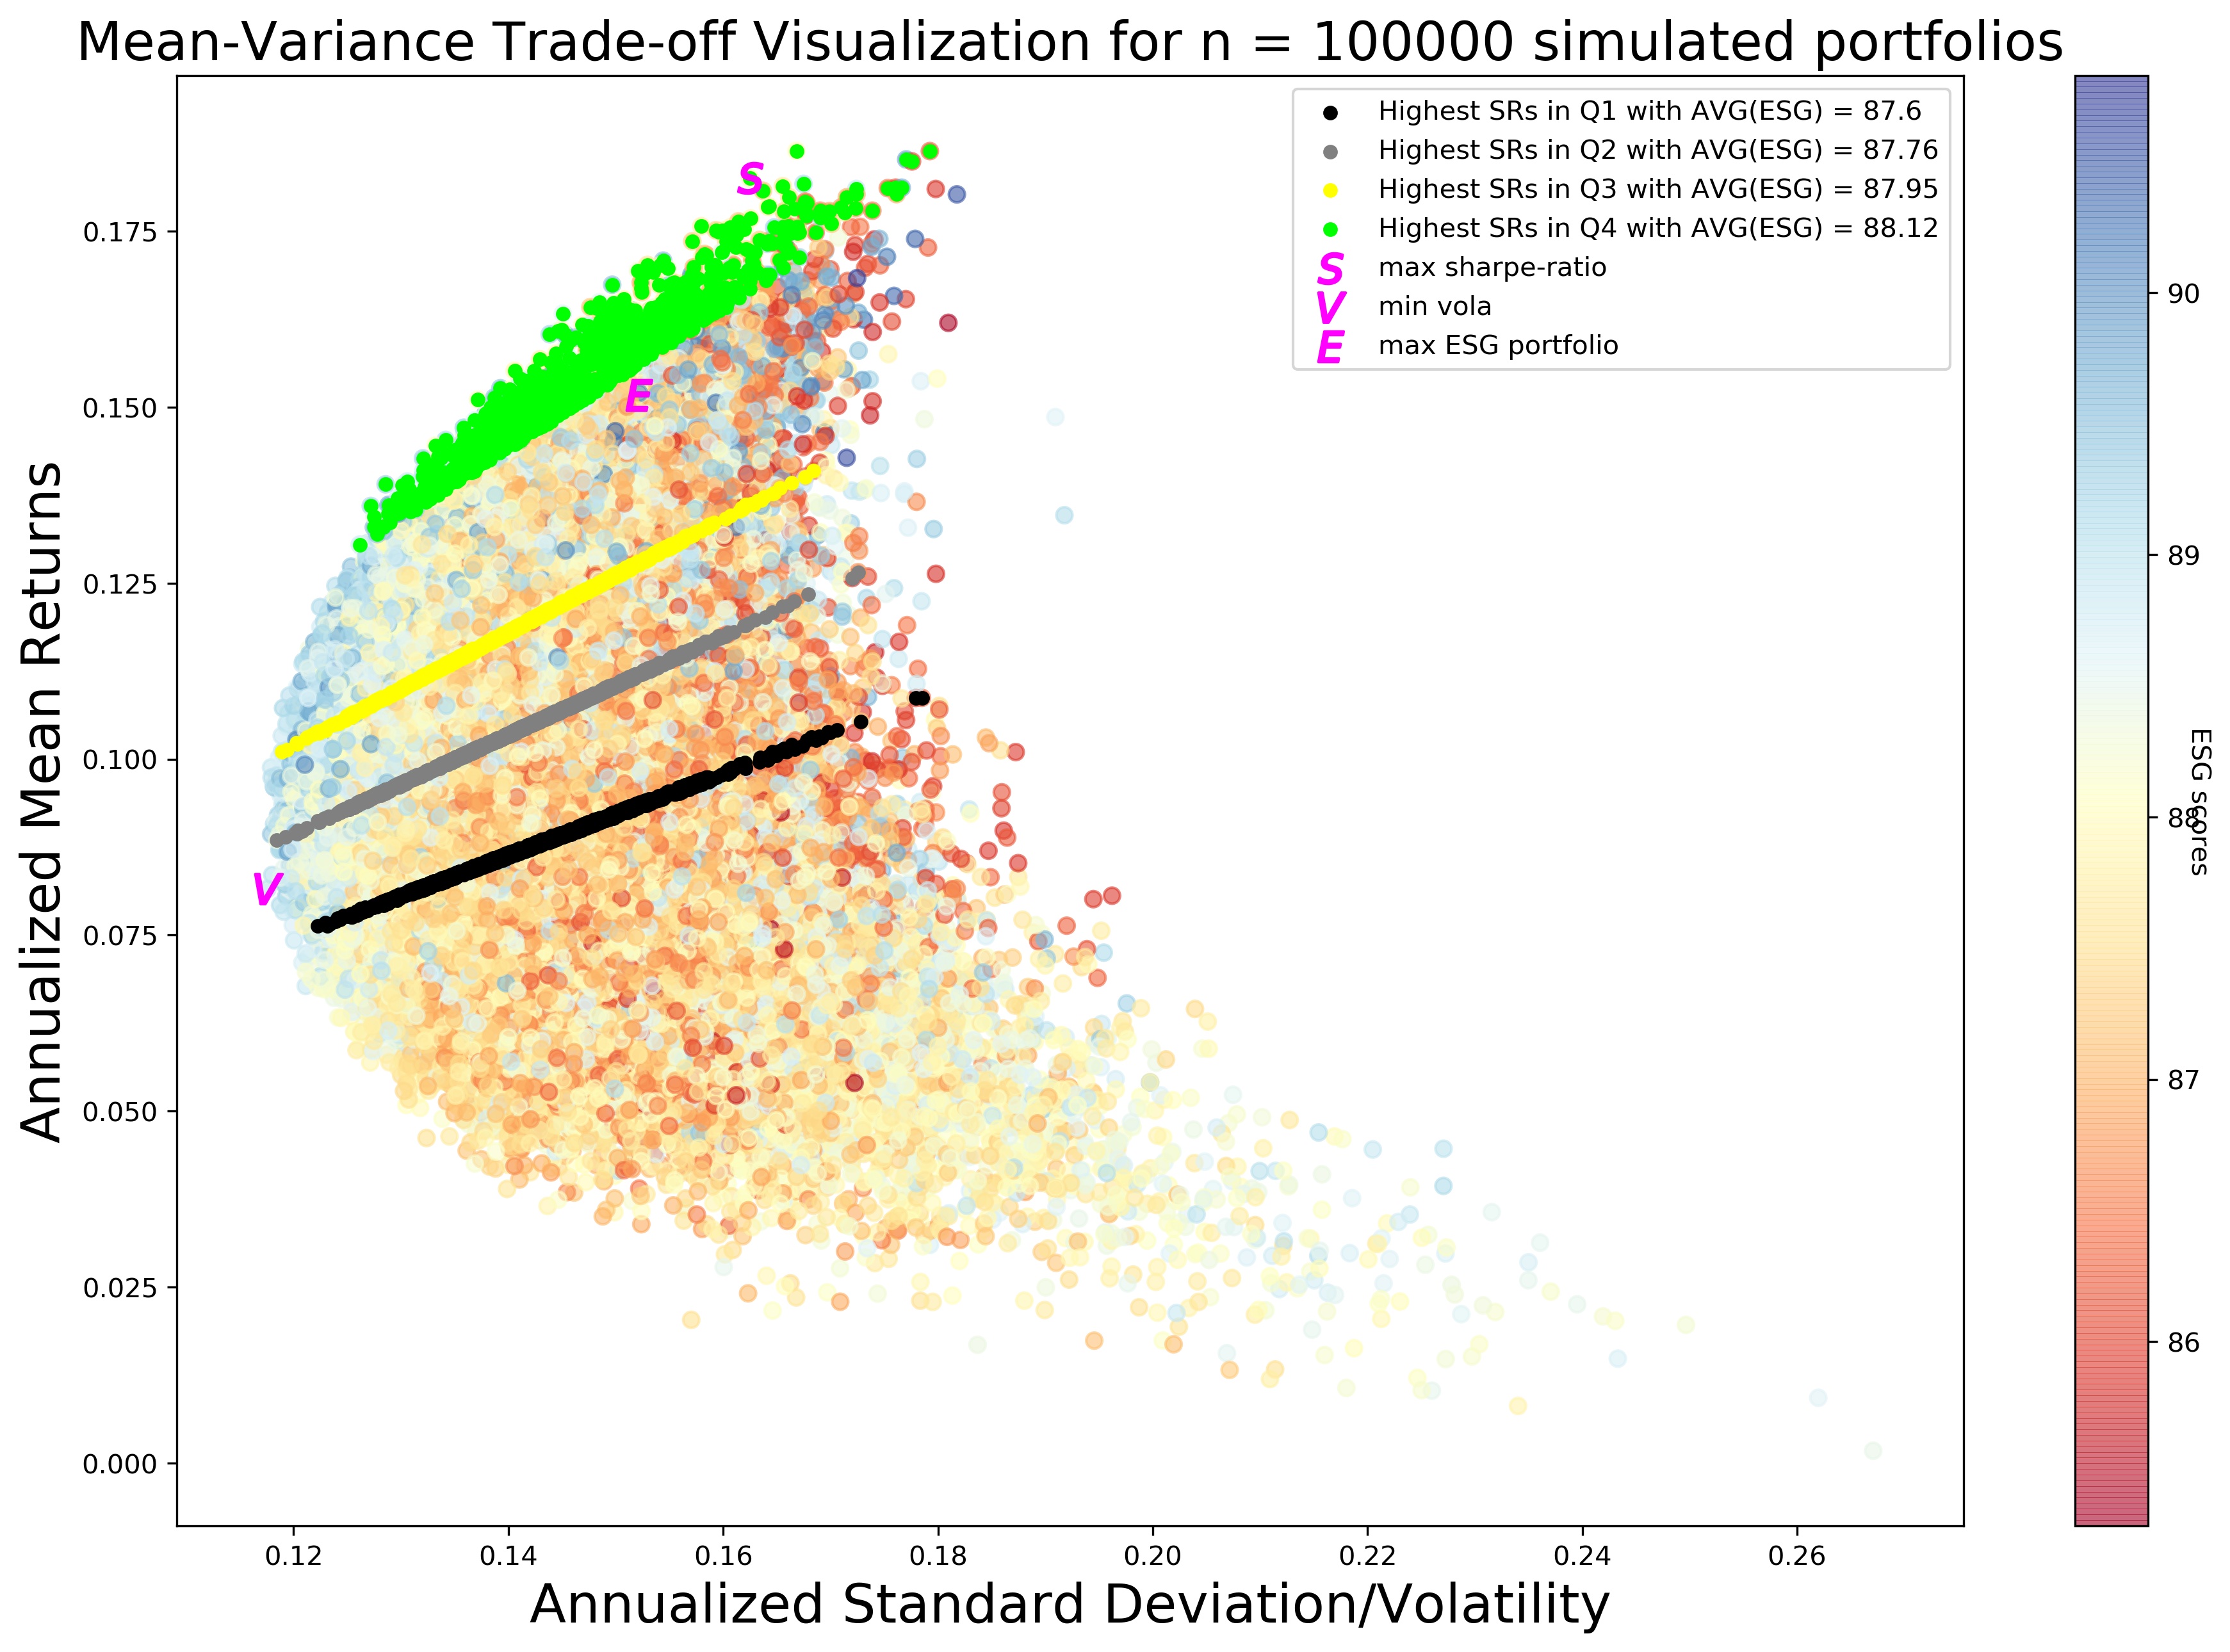 Mean-Variance Trade-off Visualization for n = 100000 simulated portfolios
Highest SRs in Q1 with AVG(ESG) = 87.6
Highest SRs in Q2 with AVG(ESG) = 87.76
Highest SRs in Q3 with AVG(ESG) = 87.95
Highest SRs in Q4 with AVG(ESG) = 88.12
S max sharpe-ratio
V min vola
E max ESG portfolio
S
E
V
Annualized Mean Returns
0.175
0.150
0.125
0.100
0.075
0.050
0.025
0.000
0.12 0.14 0.16 0.18 0.20 0.22 0.24 0.26
Annualized Standard Deviation/Volatility
90
89
88
87
86
ESG scores